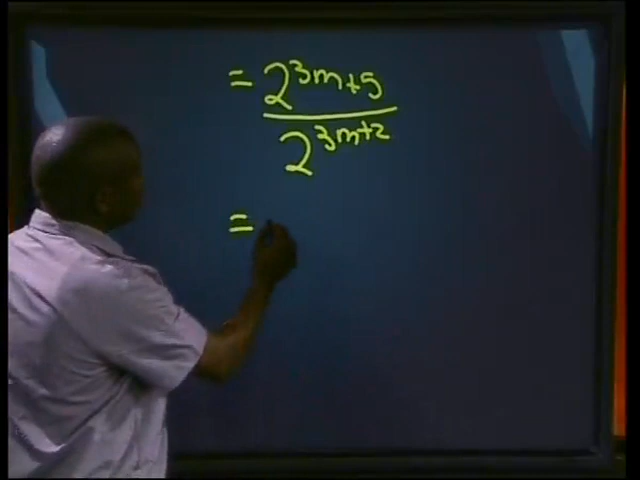 = 2^3m+5
2^3m+2
=